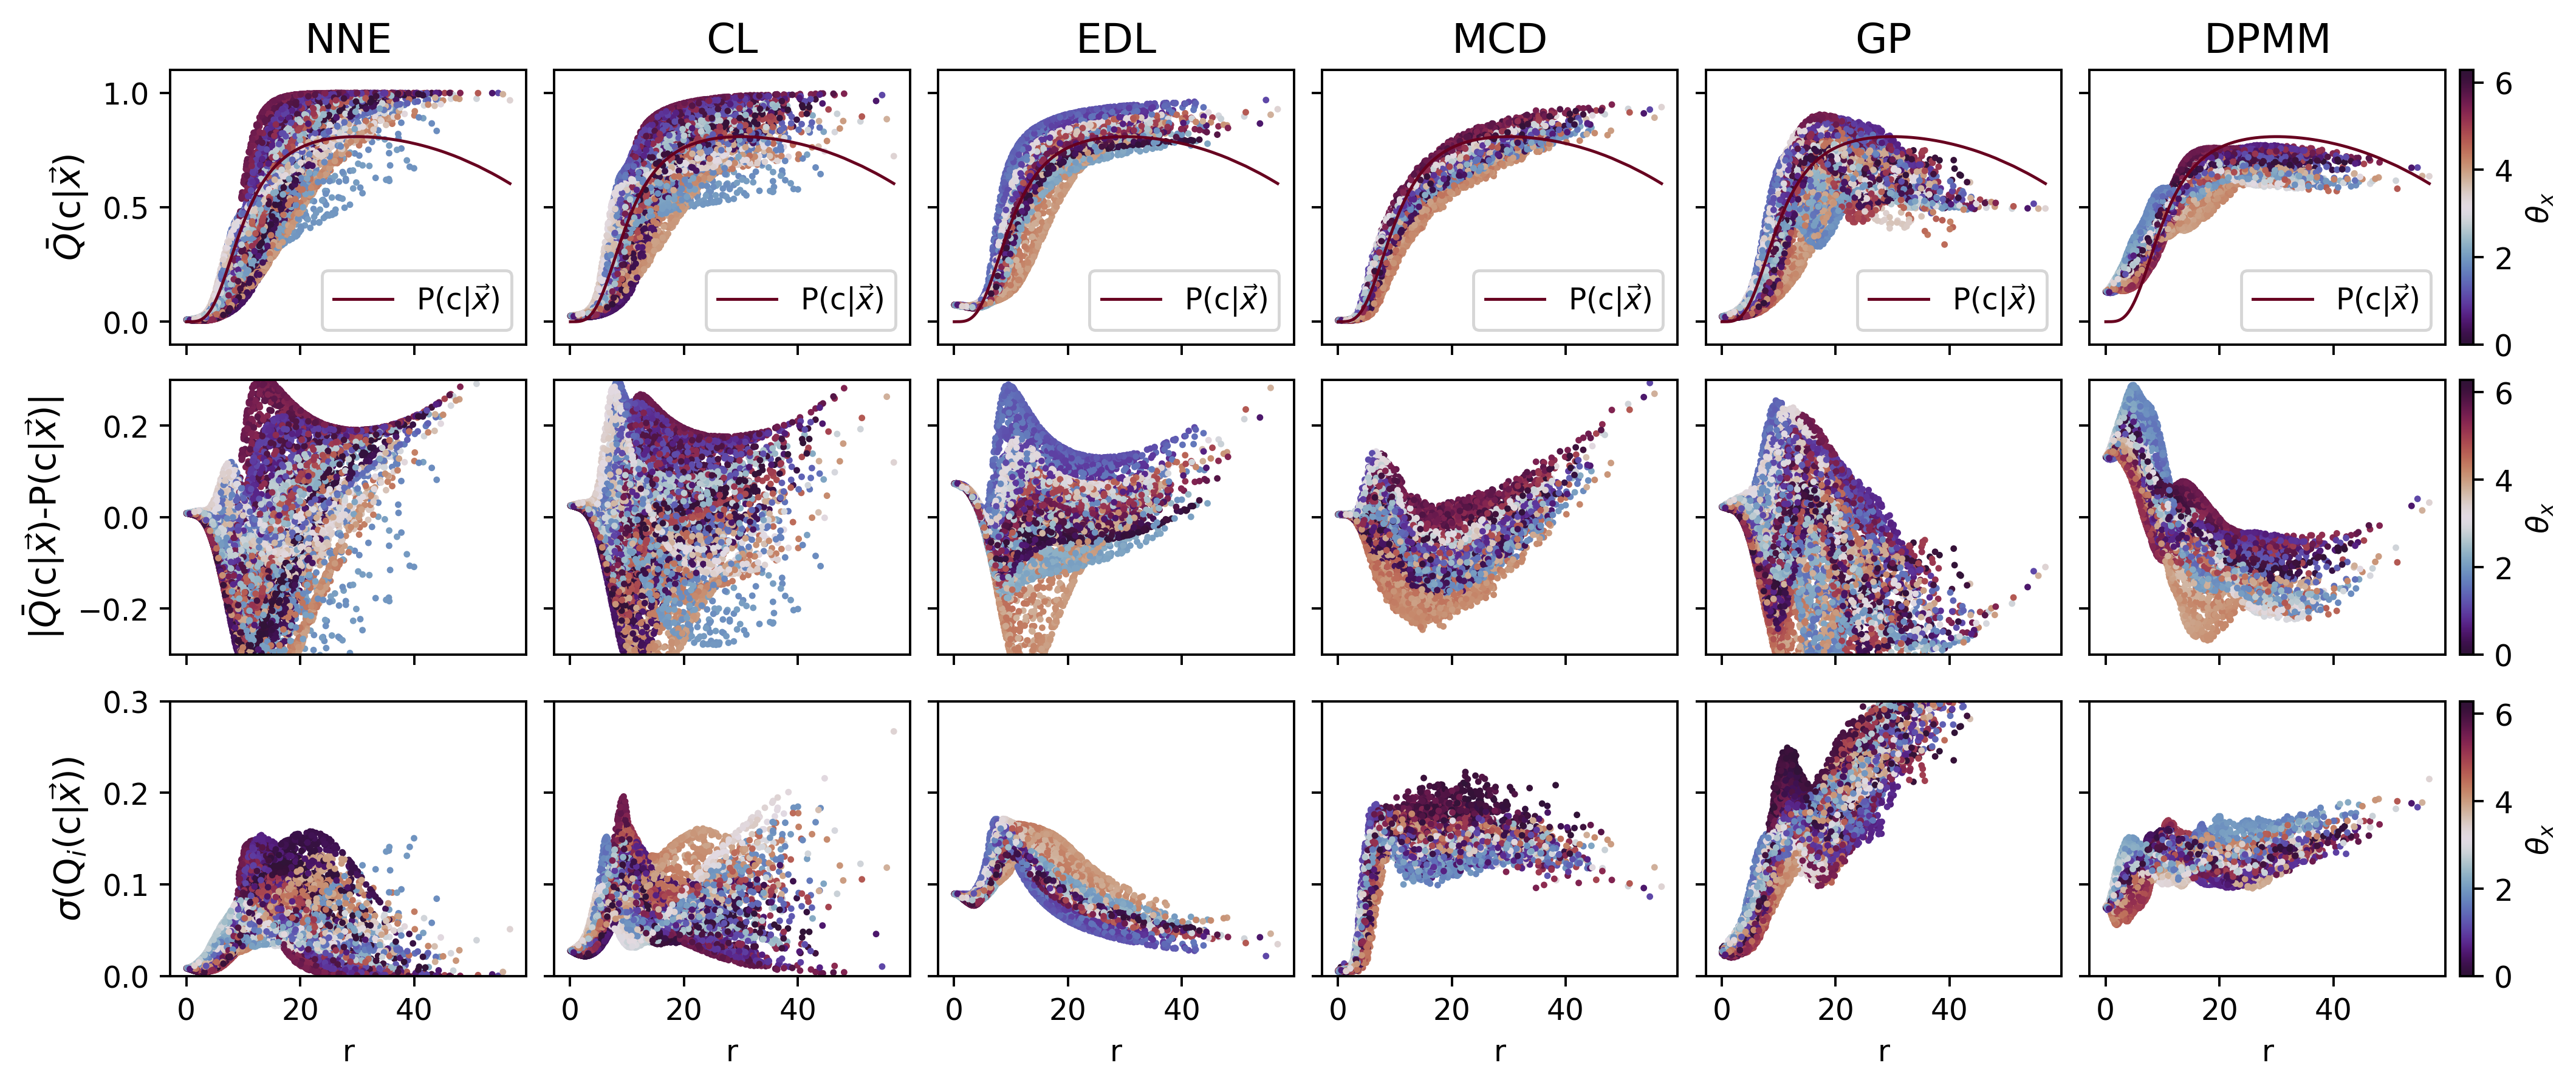 NNE CL EDL MCD GP DPMM
Q̄(c|x⃗)
1.0
0.5
0.0
P(c|x⃗)
P(c|x⃗)
P(c|x⃗)
P(c|x⃗)
P(c|x⃗)
P(c|x⃗)
6
4
2
0
θx
|Q̄(c|x⃗)-P(c|x⃗)|
0.2
0.0
−0.2
6
4
2
0
θx
σ(Qi(c|x⃗))
0.3
0.2
0.1
0.0
6
4
2
0
θx
0 20 40 0 20 40 0 20 40 0 20 40 0 20 40 0 20 40
r r r r r r